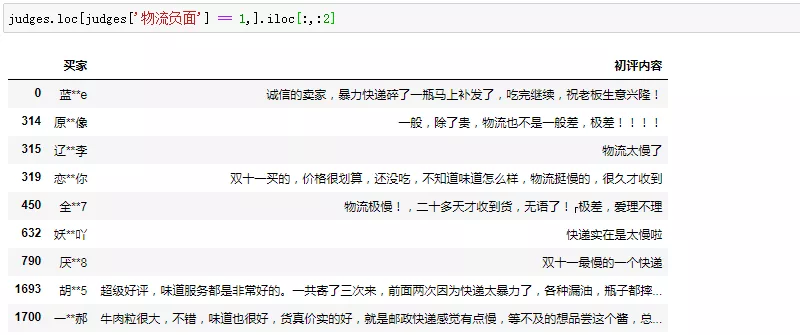 judges.loc[judges['物流负面'] == 1,].iloc[:,:2]
买家 初评内容
0 蓝**e 诚信的卖家，暴力快递碎了一瓶马上补发了，吃完继续，祝老板生意兴隆！
314 原**像 一般，除了贵，物流也不是一般差，极差！！！！
315 辽**李 物流太慢了
319 恋**你 双十一买的，价格很划算，还没吃，不知道味道怎么样，物流挺慢的，很久才收到
450 全**7 物流极慢！，二十多天才收到货，无语了！┌极差，爱理不理
632 妖**吖 快递实在是太慢啦
790 厌**8 双十一最慢的一个快递
1693 胡**5 超级好评，味道服务都是非常好的。一共寄了三次来，前面两次因为快递太暴力了，各种漏油，瓶子都摔...
1700 一**郝 牛肉粒很大，不错，味道也很好，货真价实的好，就是邮政快递感觉有点慢，等不及的想品尝这个酱，总...